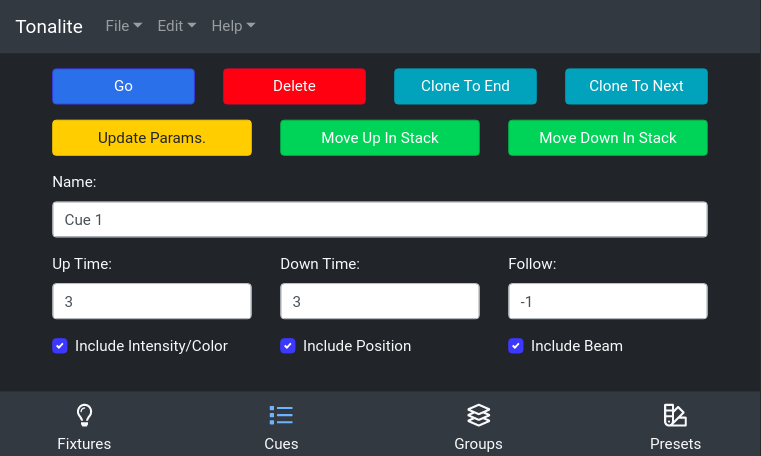 Tonalite File Edit Help
Go Delete Clone To End Clone To Next
Update Params. Move Up In Stack Move Down In Stack
Name:
Cue 1
Up Time: Down Time: Follow:
3 3 -1
Include Intensity/Color Include Position Include Beam
Fixtures Cues Groups Presets